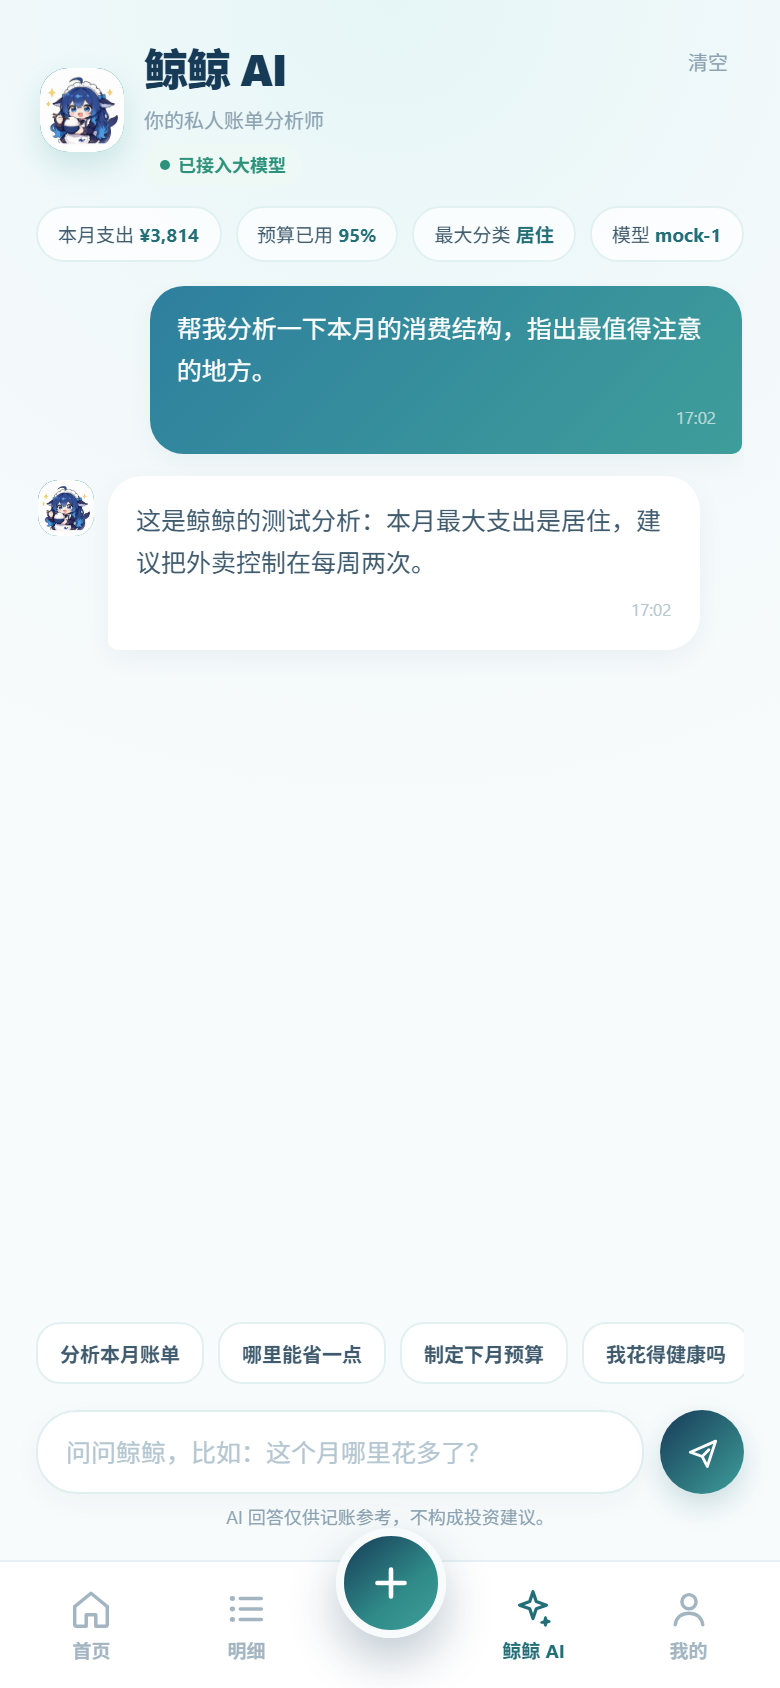 鲸鲸 AI
清空
你的私人账单分析师
已接入大模型
本月支出 ¥3,814
预算已用 95%
最大分类 居住
模型 mock-1
帮我分析一下本月的消费结构，指出最值得注意
的地方。
17:02
这是鲸鲸的测试分析：本月最大支出是居住，建
议把外卖控制在每周两次。
17:02
分析本月账单
哪里能省一点
制定下月预算
我花得健康吗
问问鲸鲸，比如：这个月哪里花多了？
AI 回答仅供记账参考，不构成投资建议。
首页
明细
鲸鲸 AI
我的